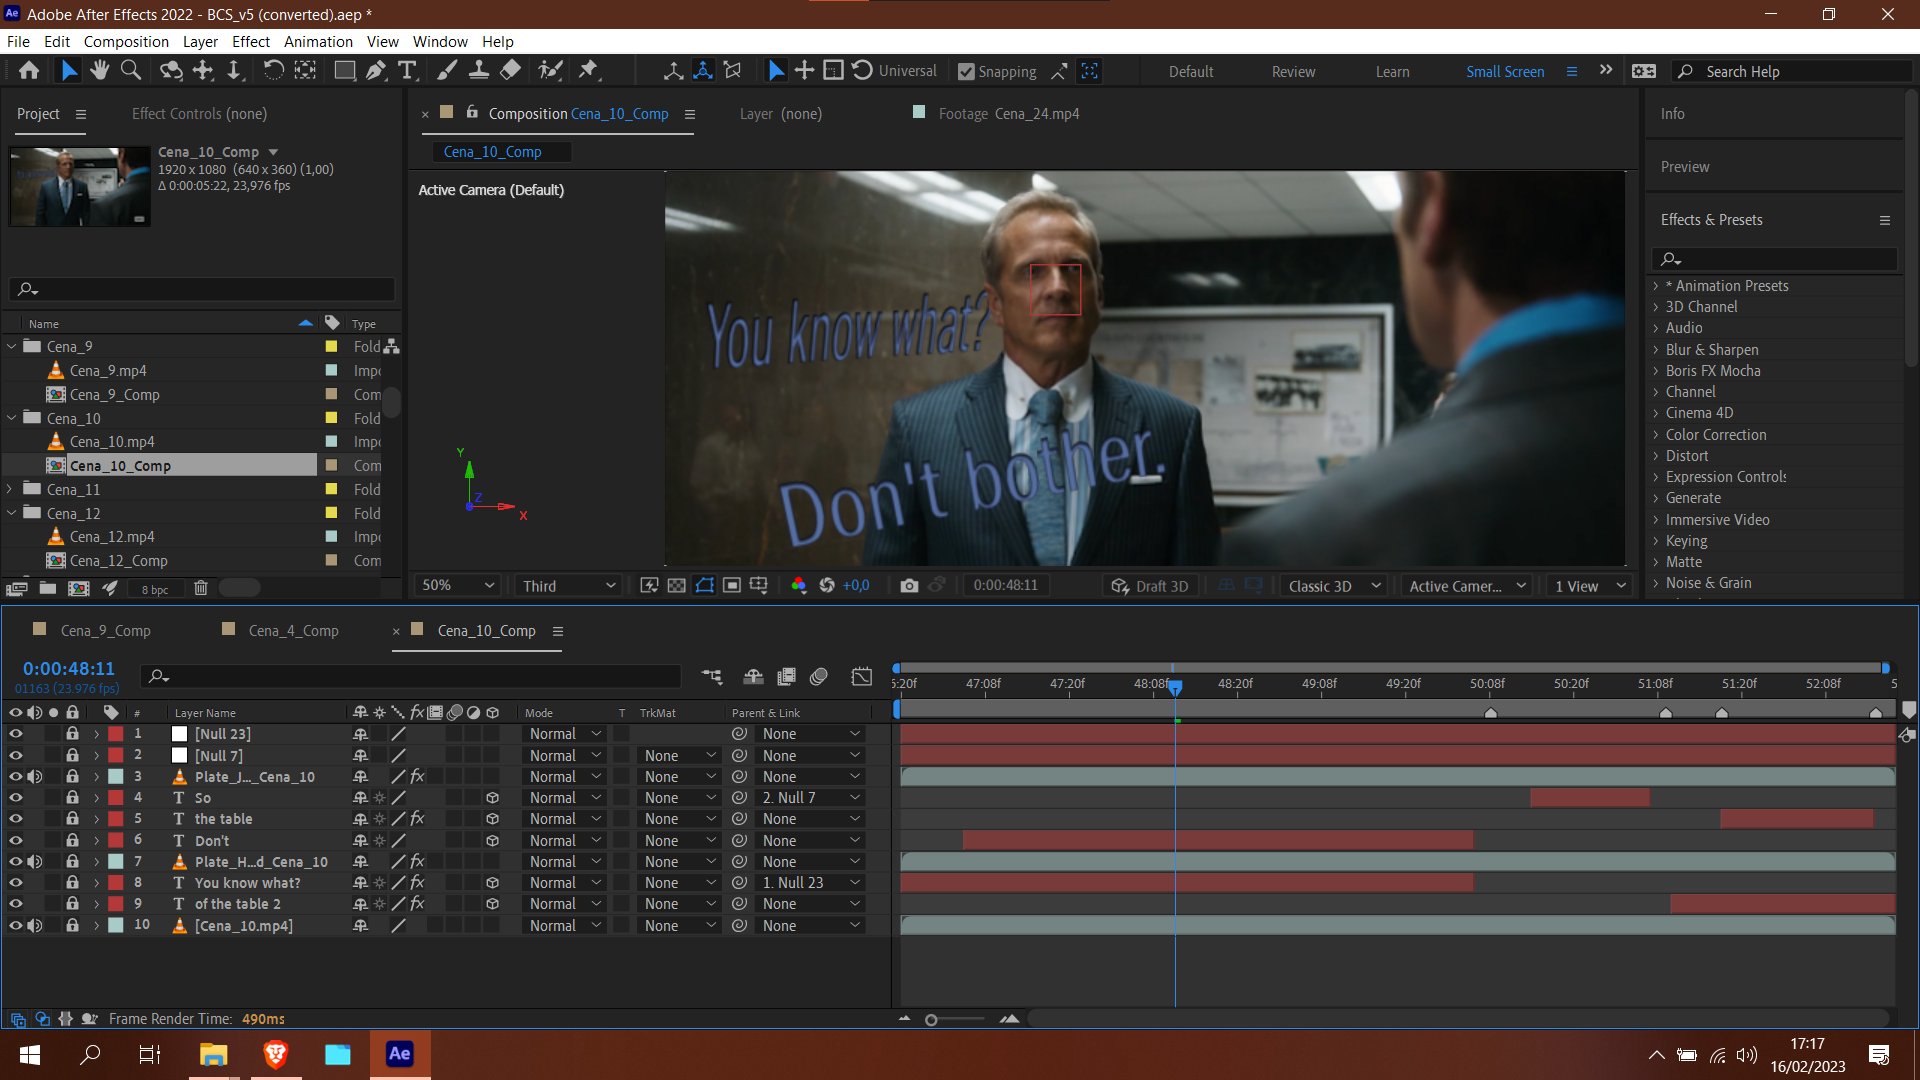 Adobe After Effects 2022 - BCS_v5 (converted).aep *
File Edit Composition Layer Effect Animation View Window Help
Universal Snapping Default Review Learn Small Screen Search Help
Project Effect Controls (none)
Cena_10_Comp
1920 x 1080 (640 x 360) (1,00)
Δ 0:00:05:22, 23,976 fps
Name Type
Cena_9 Fold
Cena_9.mp4 Impo
Cena_9_Comp Com
Cena_10 Fold
Cena_10.mp4 Impo
Cena_10_Comp Com
Cena_11 Fold
Cena_12 Fold
Cena_12.mp4 Impo
Cena_12_Comp Com
8 bpc
Composition Cena_10_Comp Layer (none) Footage Cena_24.mp4
Cena_10_Comp
Active Camera (Default)
You know what?
Don't bother.
Y
Z
X
50% Third +0,0 0:00:48:11 Draft 3D Classic 3D Active Camer... 1 View
Info
Preview
Effects & Presets
* Animation Presets
3D Channel
Audio
Blur & Sharpen
Boris FX Mocha
Channel
Cinema 4D
Color Correction
Distort
Expression Controls
Generate
Immersive Video
Keying
Matte
Noise & Grain
Cena_9_Comp Cena_4_Comp Cena_10_Comp
0:00:48:11
01163 (23.976 fps)
5:20f 47:08f 47:20f 48:08f 48:20f 49:08f 49:20f 50:08f 50:20f 51:08f 51:20f 52:08f 5
# Layer Name fx Mode T TrkMat Parent & Link
1 [Null 23] Normal None
2 [Null 7] Normal None None
3 Plate_J..._Cena_10 fx Normal None None
4 T So Normal None 2. Null 7
5 T the table fx Normal None None
6 T Don't Normal None None
7 Plate_H...d_Cena_10 fx Normal None None
8 T You know what? fx Normal None 1. Null 23
9 T of the table 2 fx Normal None None
10 [Cena_10.mp4] Normal None None
Frame Render Time: 490ms
Ae
17:17
16/02/2023